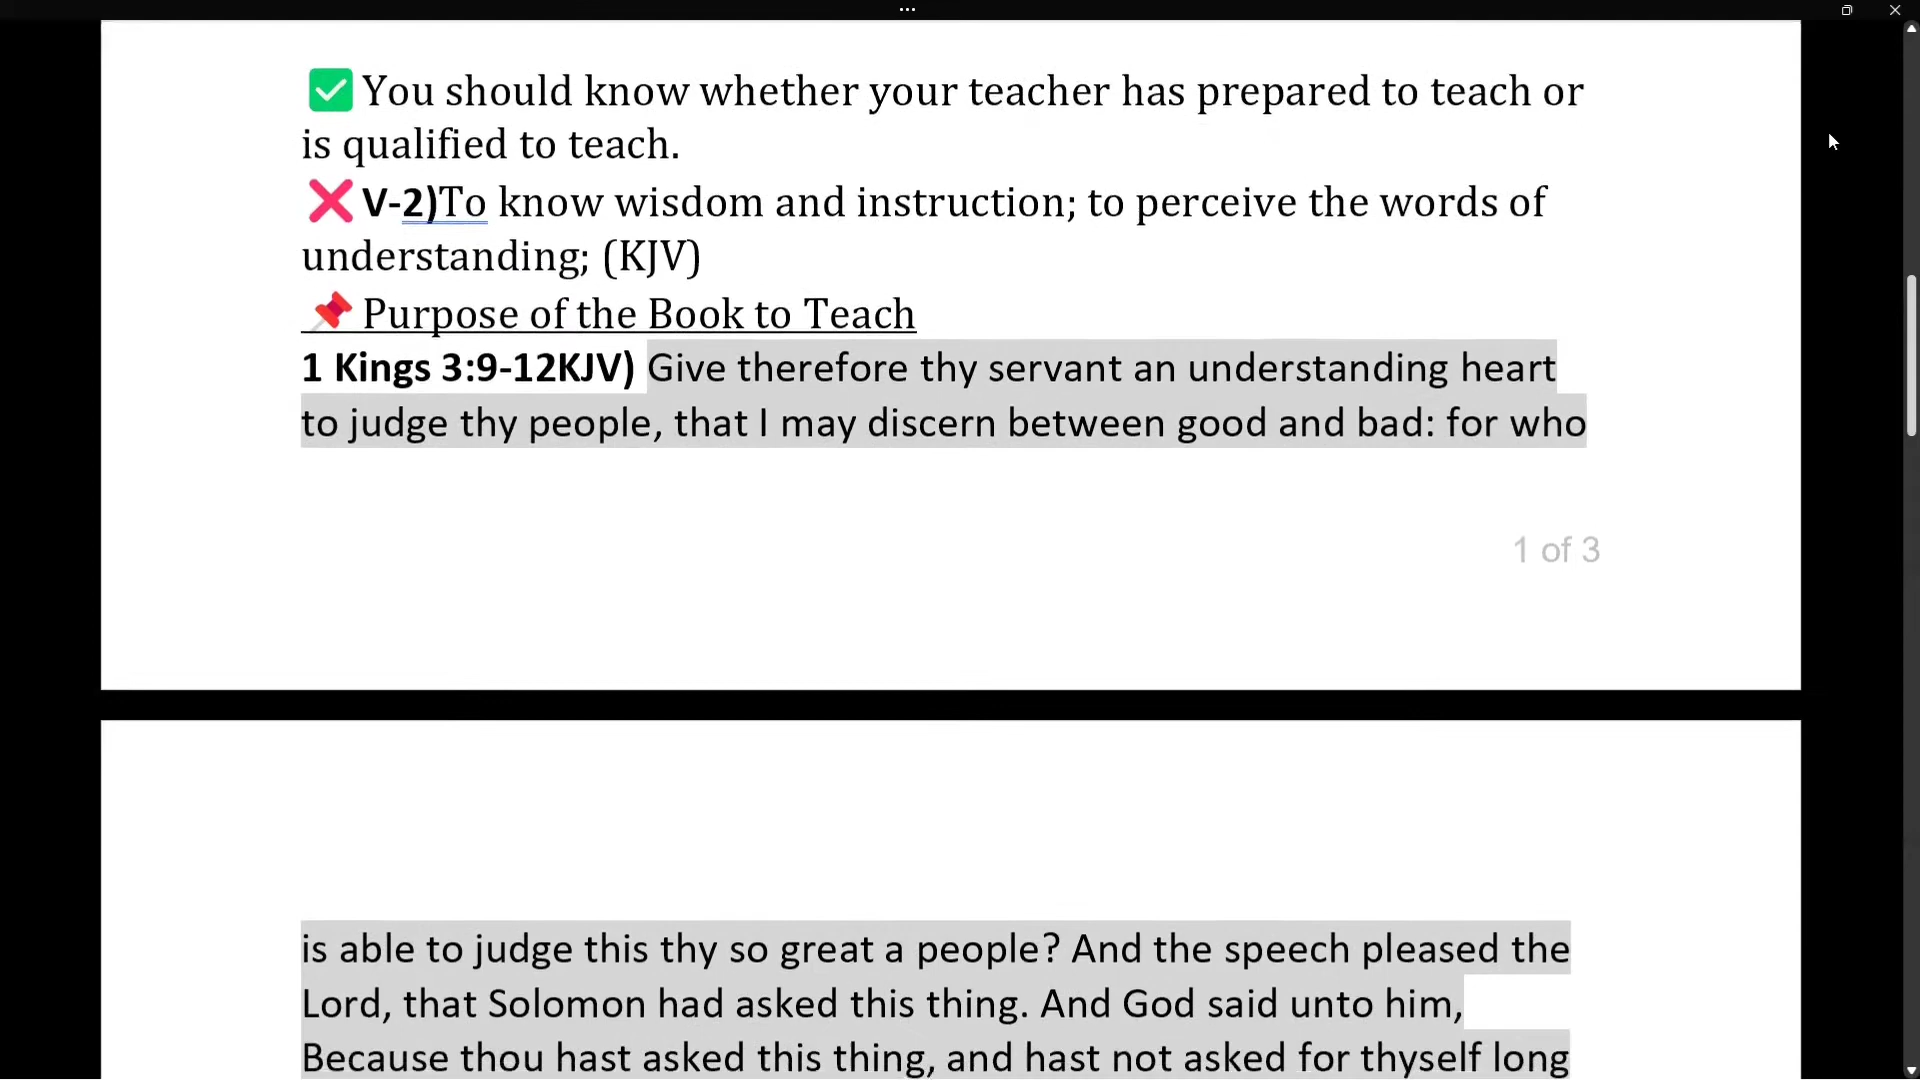 ✅ You should know whether your teacher has prepared to teach or
is qualified to teach.
❌ V-2)To know wisdom and instruction; to perceive the words of
understanding; (KJV)
📌 Purpose of the Book to Teach
1 Kings 3:9-12KJV) Give therefore thy servant an understanding heart
to judge thy people, that I may discern between good and bad: for who
1 of 3
is able to judge this thy so great a people? And the speech pleased the
Lord, that Solomon had asked this thing. And God said unto him,
Because thou hast asked this thing, and hast not asked for thyself long